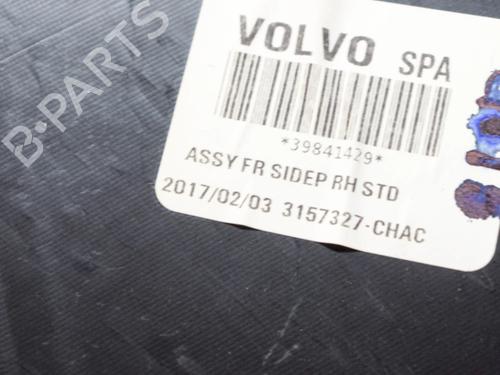 VOLVO SPA
*39841429*
ASSY FR SIDEP RH STD
2017/02/03 3157327-CHAC
B-PARTS